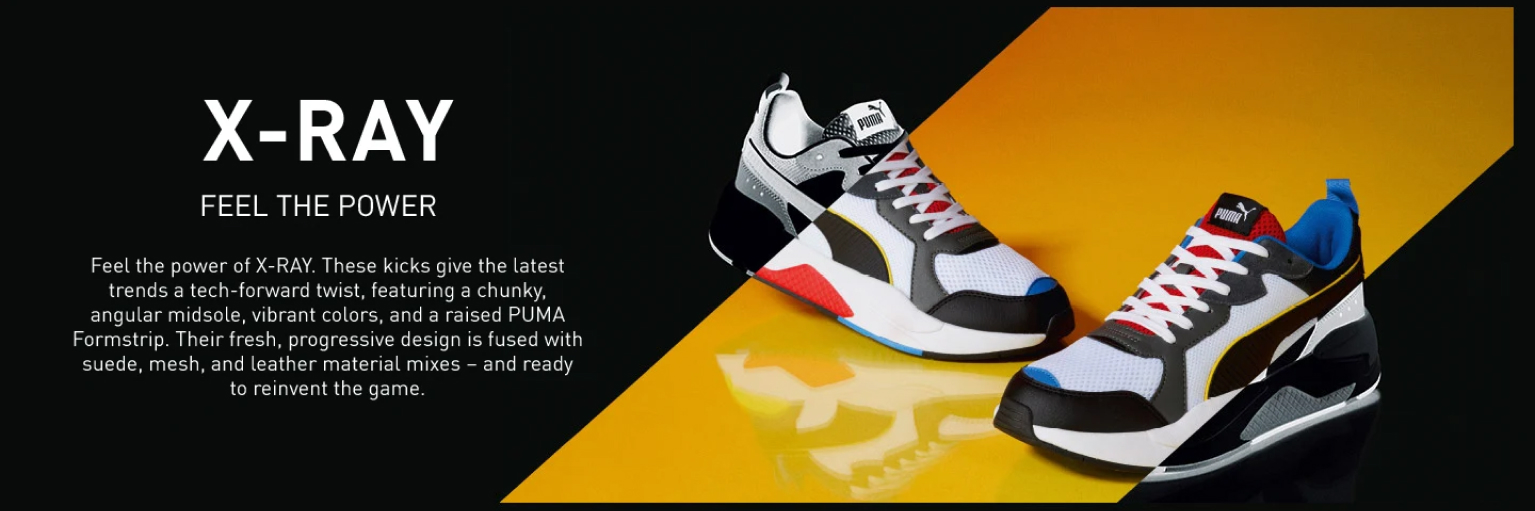 X-RAY
FEEL THE POWER
Feel the power of X-RAY. These kicks give the latest
trends a tech-forward twist, featuring a chunky,
angular midsole, vibrant colors, and a raised PUMA
Formstrip. Their fresh, progressive design is fused with
suede, mesh, and leather material mixes – and ready
to reinvent the game.
PUMA
PUMA